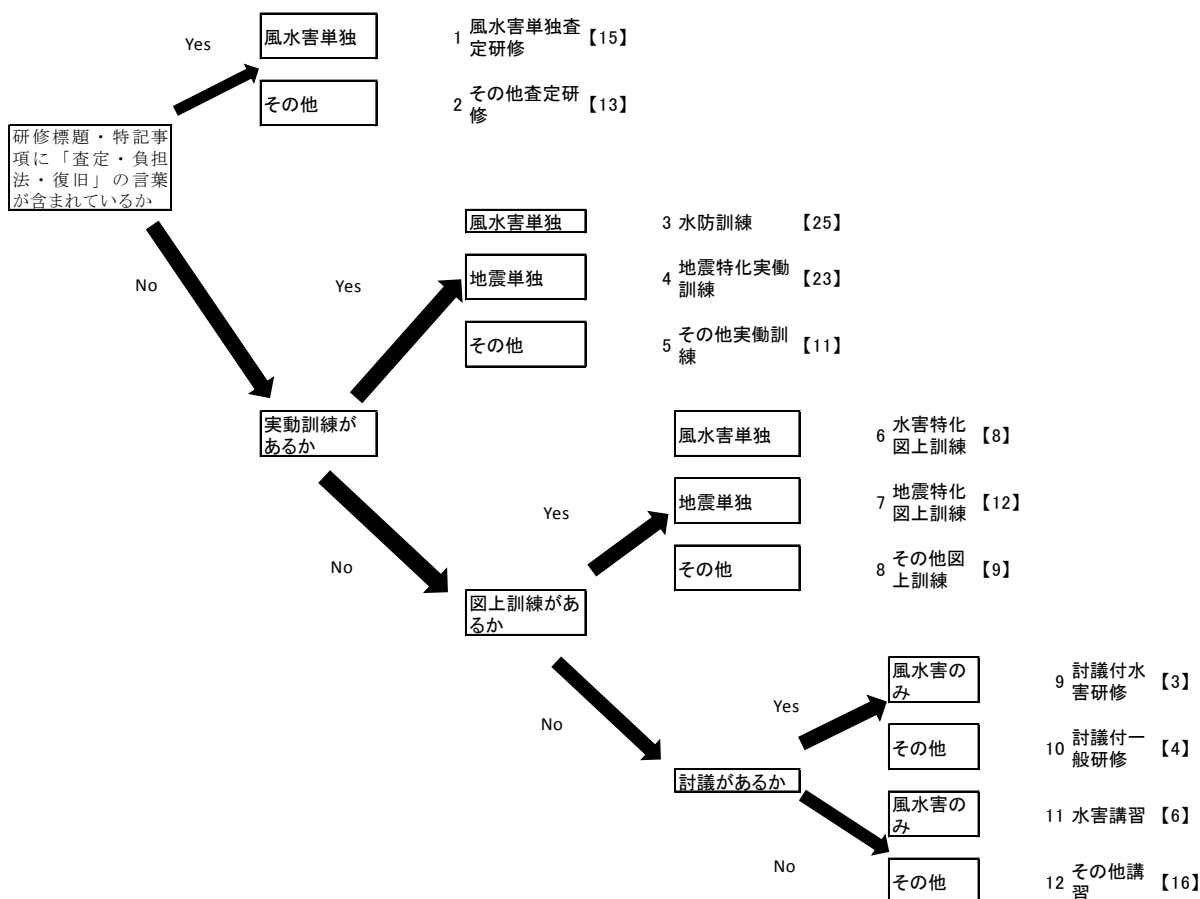 Yes
風水害単独
1 風水害単独査
定研修
【15】
その他
2 その他査定研
修
【13】
研修標題・特記事
項に「査定・負担
法・復旧」の言葉
が含まれているか
No
Yes
風水害単独
3 水防訓練
【25】
地震単独
4 地震特化実働
訓練
【23】
その他
5 その他実働訓
練
【11】
実動訓練が
あるか
No
Yes
風水害単独
6 水害特化
図上訓練
【8】
地震単独
7 地震特化
図上訓練
【12】
その他
8 その他図
上訓練
【9】
図上訓練があ
るか
No
Yes
風水害の
み
9 討議付水
害研修
【3】
その他
10 討議付一
般研修
【4】
討議があるか
No
風水害の
み
11 水害講習
【6】
その他
12 その他講
習
【16】